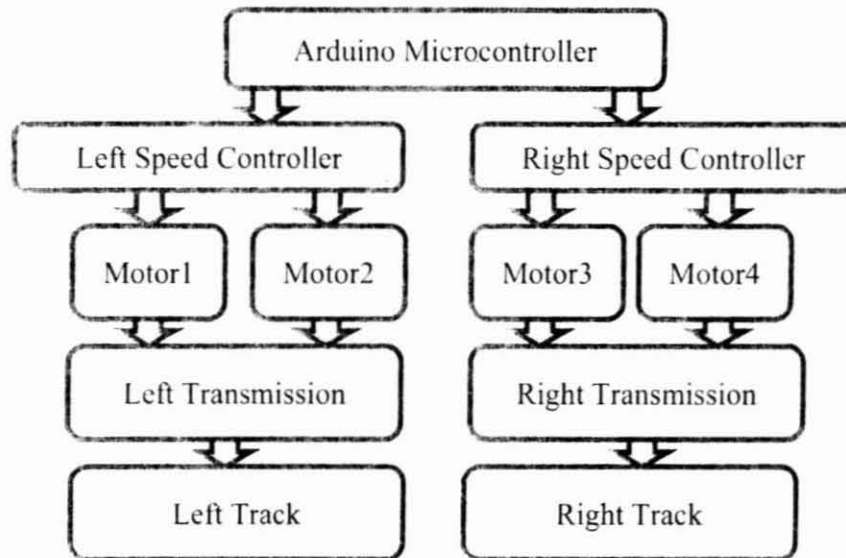 Arduino Microcontroller
Left Speed Controller
Right Speed Controller
Motor1
Motor2
Motor3
Motor4
Left Transmission
Right Transmission
Left Track
Right Track